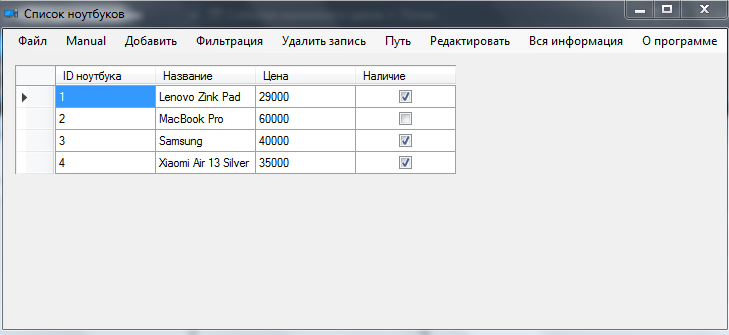 Список ноутбуков
Файл Manual Добавить Фильтрация Удалить запись Путь Редактировать Вся информация О программе
ID ноутбука Название Цена Наличие
1 Lenovo Zink Pad 29000
2 MacBook Pro 60000
3 Samsung 40000
4 Xiaomi Air 13 Silver 35000